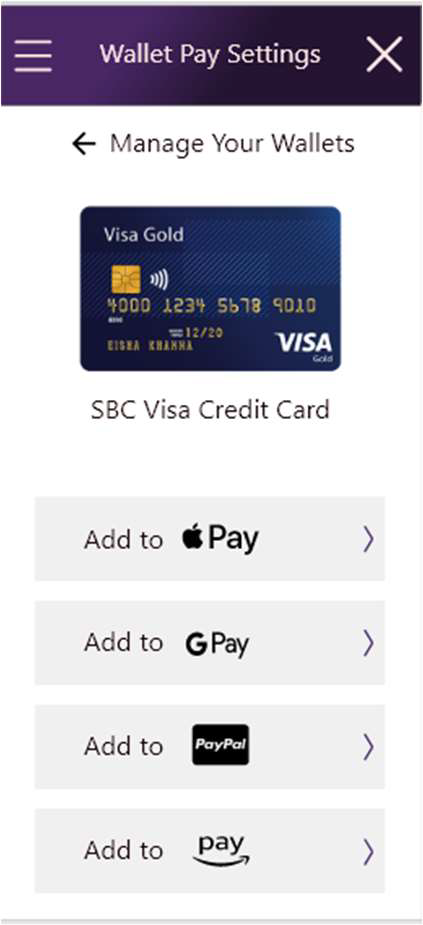 Wallet Pay Settings
Manage Your Wallets
Visa Gold
4000 1234 5678 9010
12/20
EISHA KHANNA
VISA
Gold
SBC Visa Credit Card
Add to Pay
Add to G Pay
Add to PayPal
Add to pay